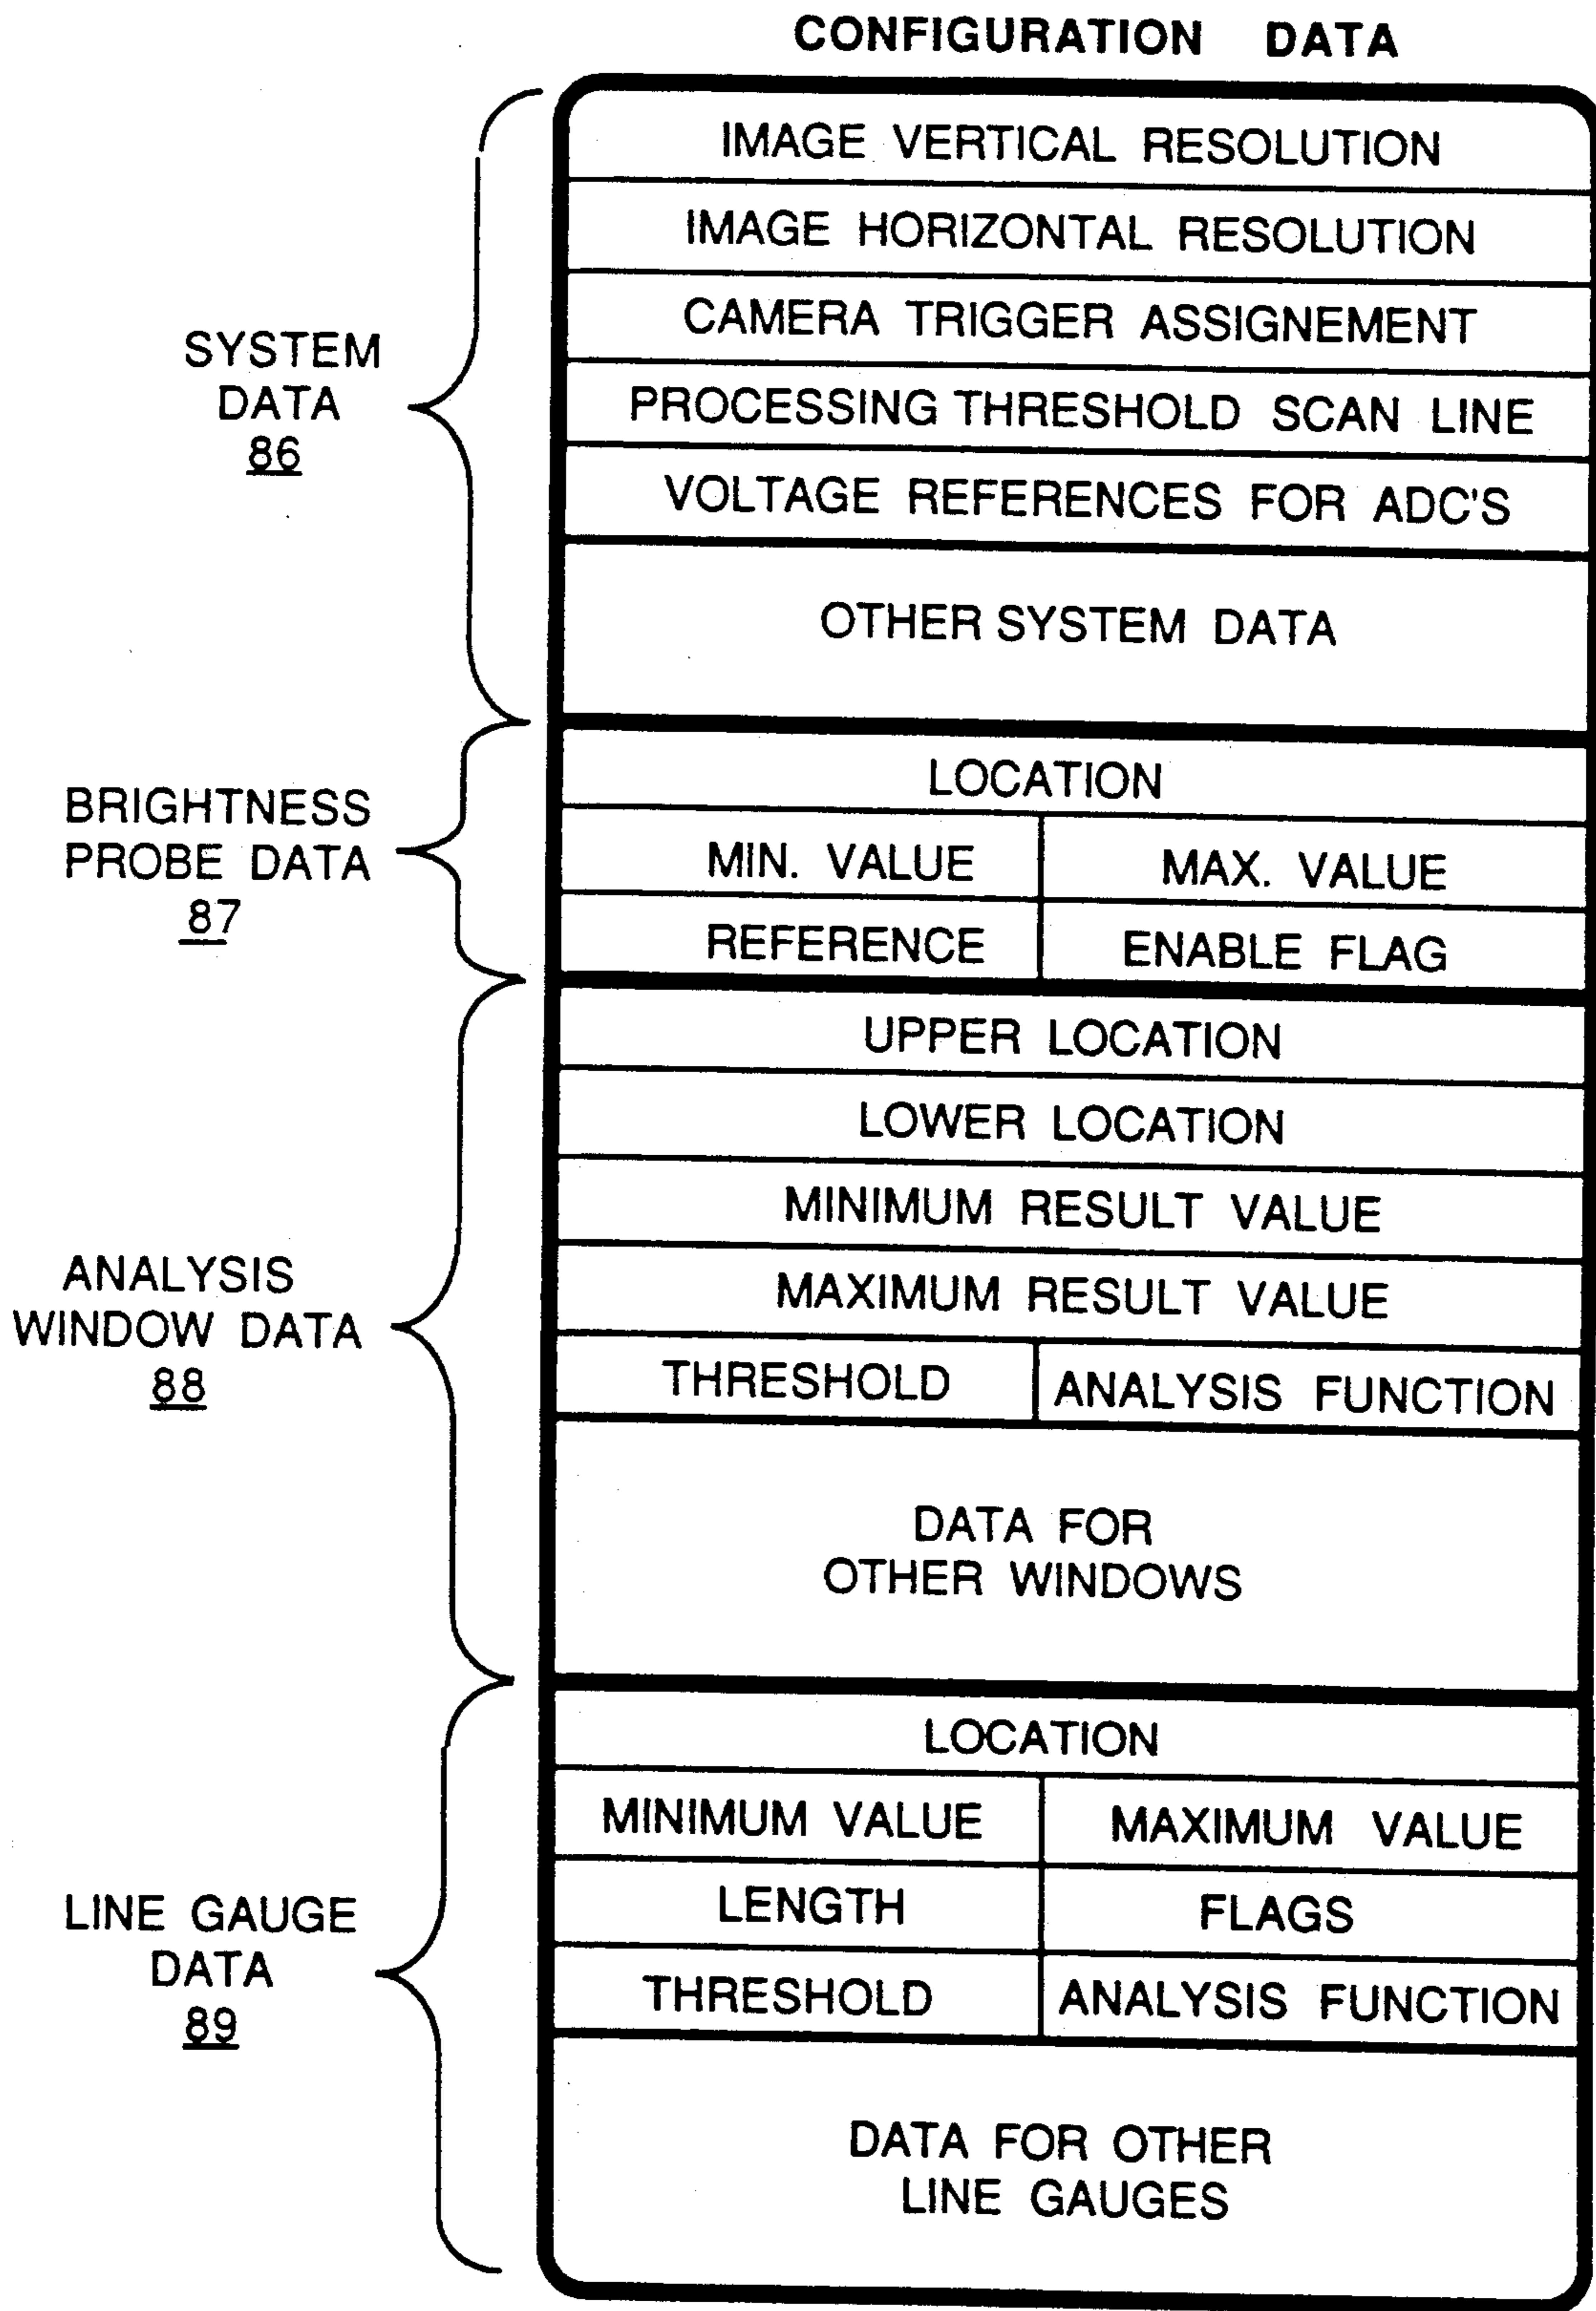 CONFIGURATION DATA
SYSTEM
DATA
86
IMAGE VERTICAL RESOLUTION
IMAGE HORIZONTAL RESOLUTION
CAMERA TRIGGER ASSIGNEMENT
PROCESSING THRESHOLD SCAN LINE
VOLTAGE REFERENCES FOR ADC'S
OTHER SYSTEM DATA
BRIGHTNESS
PROBE DATA
87
LOCATION
MIN. VALUE
MAX. VALUE
REFERENCE
ENABLE FLAG
ANALYSIS
WINDOW DATA
88
UPPER LOCATION
LOWER LOCATION
MINIMUM RESULT VALUE
MAXIMUM RESULT VALUE
THRESHOLD
ANALYSIS FUNCTION
DATA FOR
OTHER WINDOWS
LINE GAUGE
DATA
89
LOCATION
MINIMUM VALUE
MAXIMUM VALUE
LENGTH
FLAGS
THRESHOLD
ANALYSIS FUNCTION
DATA FOR OTHER
LINE GAUGES